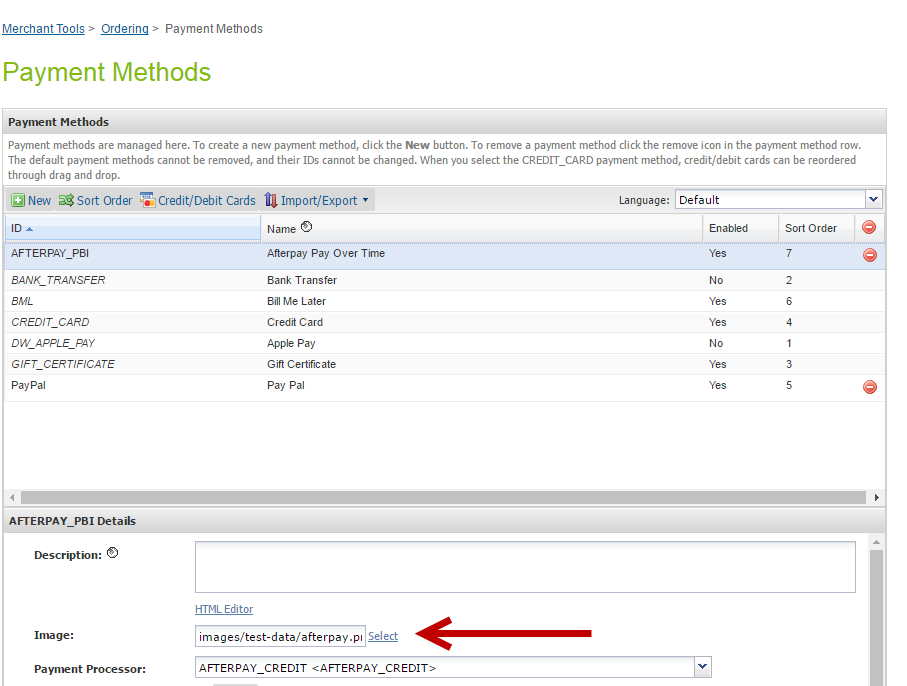 Merchant Tools > Ordering > Payment Methods
Payment Methods
Payment Methods
Payment methods are managed here. To create a new payment method, click the New button. To remove a payment method click the remove icon in the payment method row.
The default payment methods cannot be removed, and their IDs cannot be changed. When you select the CREDIT_CARD payment method, credit/debit cards can be reordered
through drag and drop.
New Sort Order Credit/Debit Cards Import/Export Language: Default
ID Name Enabled Sort Order
AFTERPAY_PBI Afterpay Pay Over Time Yes 7
BANK_TRANSFER Bank Transfer No 2
BML Bill Me Later Yes 6
CREDIT_CARD Credit Card Yes 4
DW_APPLE_PAY Apple Pay No 1
GIFT_CERTIFICATE Gift Certificate Yes 3
PayPal Pay Pal Yes 5
AFTERPAY_PBI Details
Description:
HTML Editor
Image: images/test-data/afterpay.p Select
Payment Processor: AFTERPAY_CREDIT <AFTERPAY_CREDIT>